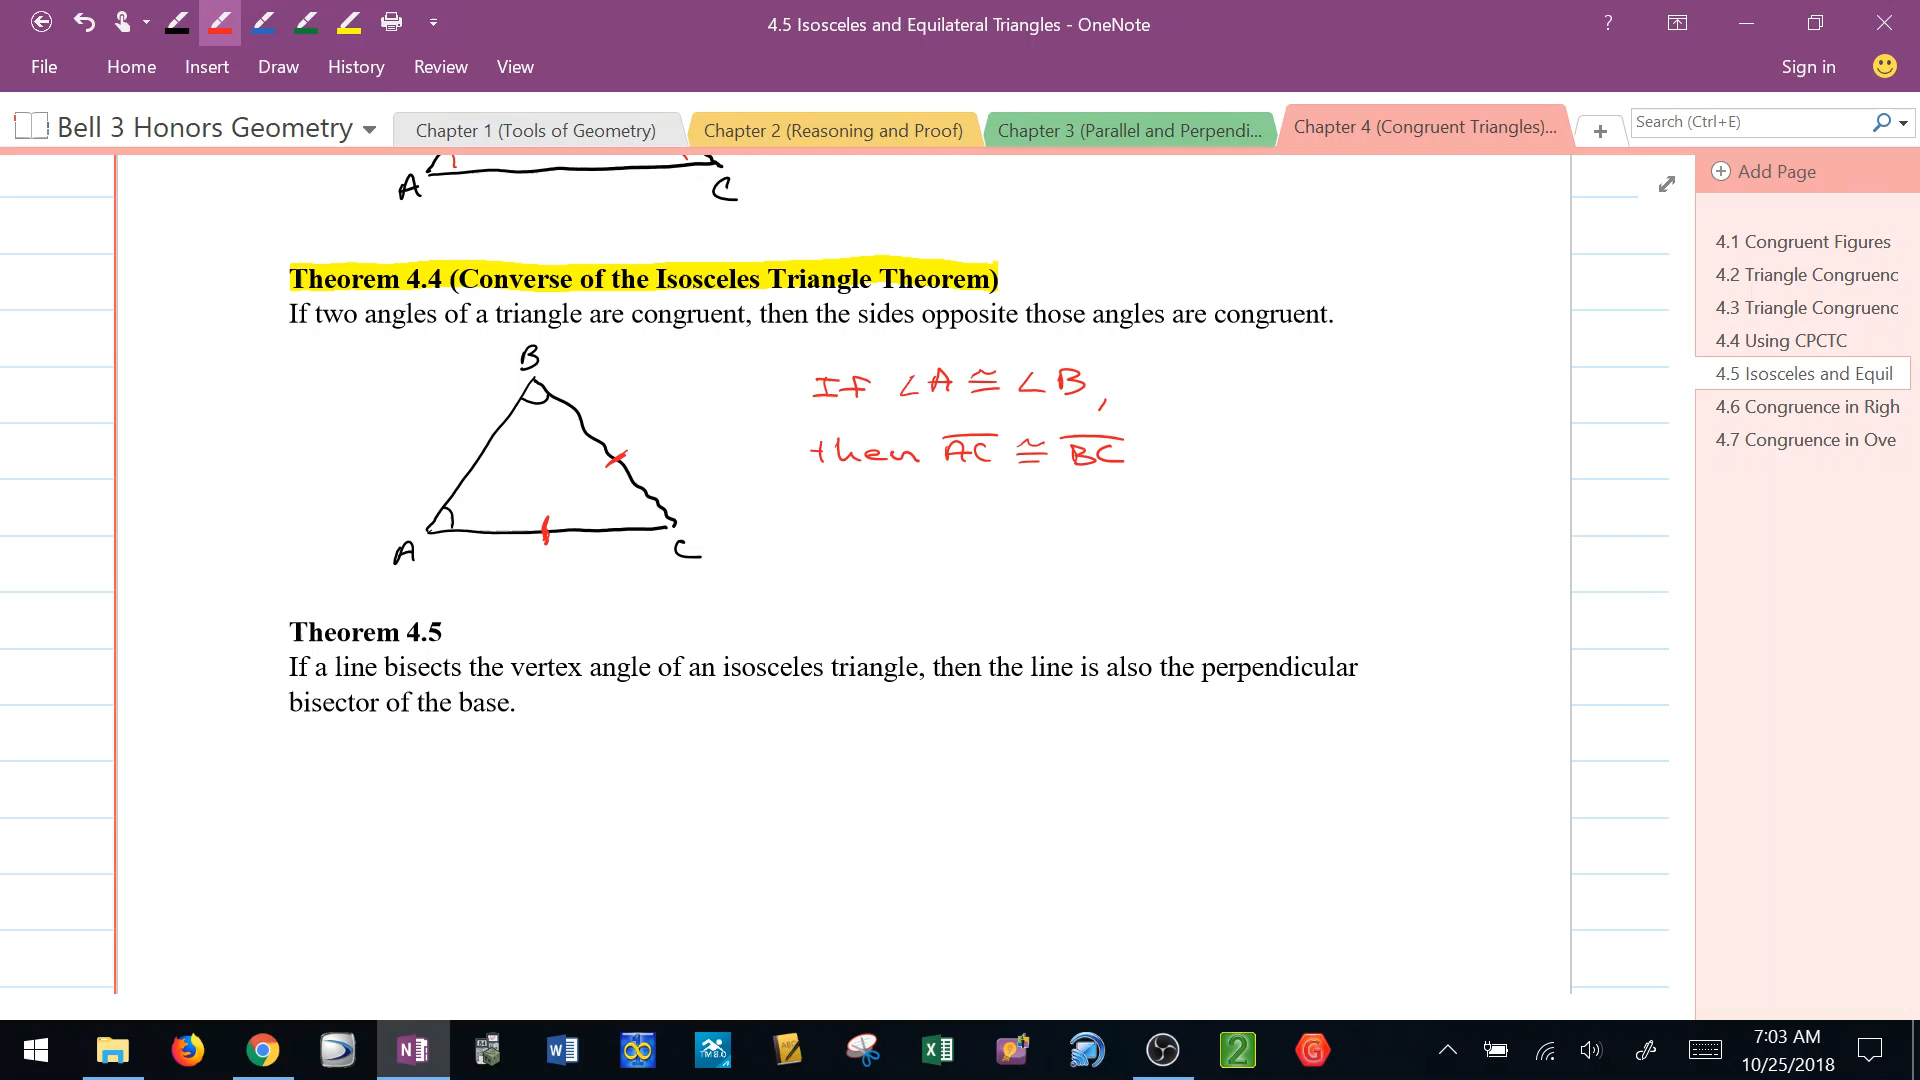 4.5 Isosceles and Equilateral Triangles - OneNote
?
File Home Insert Draw History Review View
Sign in
Bell 3 Honors Geometry
Chapter 1 (Tools of Geometry)
Chapter 2 (Reasoning and Proof)
Chapter 3 (Parallel and Perpendi...
Chapter 4 (Congruent Triangles)...
+
Search (Ctrl+E)
Add Page
4.1 Congruent Figures
4.2 Triangle Congruenc
4.3 Triangle Congruenc
4.4 Using CPCTC
4.5 Isosceles and Equil
4.6 Congruence in Righ
4.7 Congruence in Ove
A C
Theorem 4.4 (Converse of the Isosceles Triangle Theorem)
If two angles of a triangle are congruent, then the sides opposite those angles are congruent.
B
A C
If ∠A ≅ ∠B,
then A̅C̅ ≅ B̅C̅
Theorem 4.5
If a line bisects the vertex angle of an isosceles triangle, then the line is also the perpendicular
bisector of the base.
7:03 AM
10/25/2018